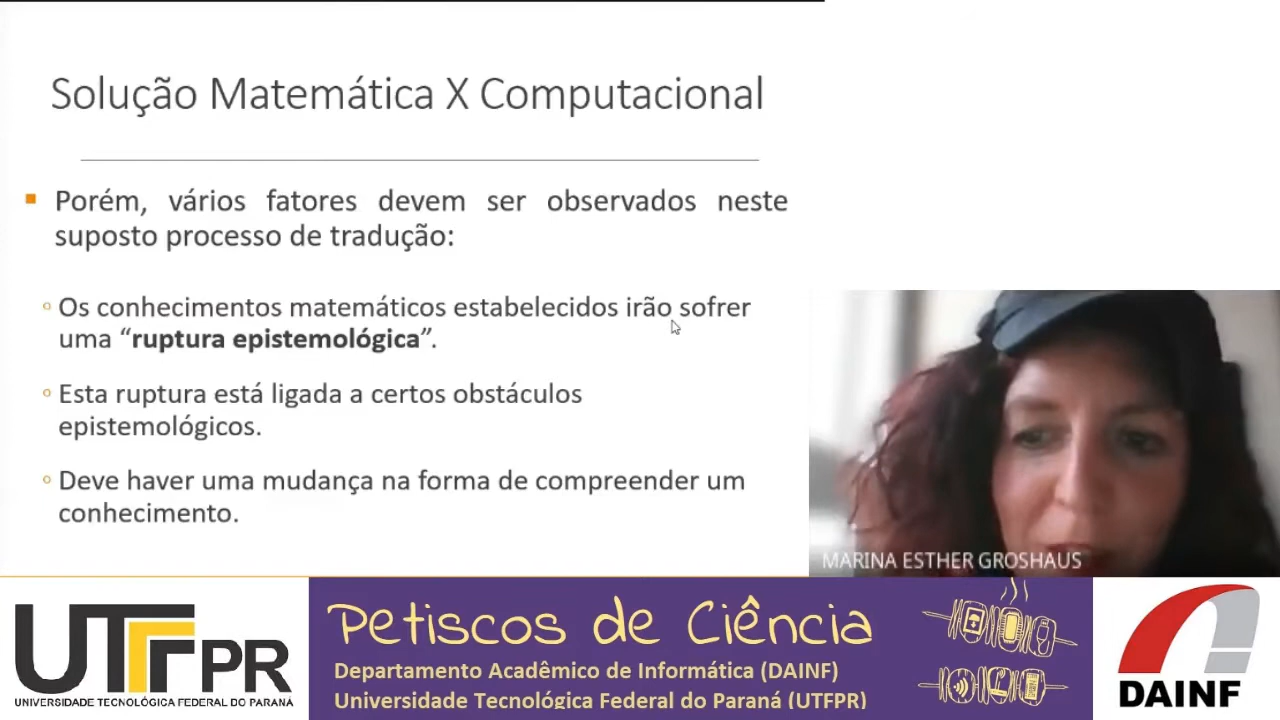 Solução Matemática X Computacional
Porém, vários fatores devem ser observados neste
suposto processo de tradução:
Os conhecimentos matemáticos estabelecidos irão sofrer
uma “ruptura epistemológica”.
Esta ruptura está ligada a certos obstáculos
epistemológicos.
Deve haver uma mudança na forma de compreender um
conhecimento.
MARINA ESTHER GROSHAUS
UTFPR
UNIVERSIDADE TECNOLÓGICA FEDERAL DO PARANÁ
Petiscos de Ciência
Departamento Acadêmico de Informática (DAINF)
Universidade Tecnológica Federal do Paraná (UTFPR)
DAINF